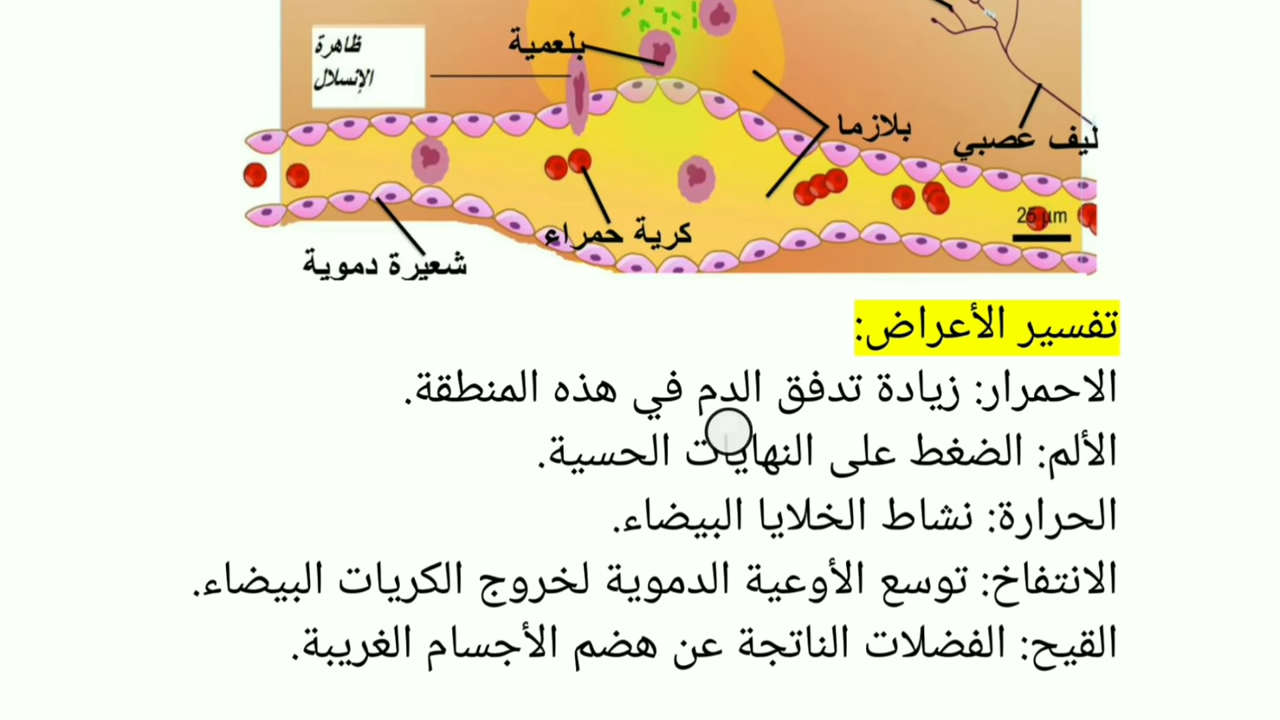 ظاهرة
الإنسلال
بلعمية
بلازما
ليف عصبي
كرية حمراء
25 µm
شعيرة دموية
تفسير الأعراض:
الاحمرار: زيادة تدفق الدم في هذه المنطقة.
الألم: الضغط على النهايات الحسية.
الحرارة: نشاط الخلايا البيضاء.
الانتفاخ: توسع الأوعية الدموية لخروج الكريات البيضاء.
القيح: الفضلات الناتجة عن هضم الأجسام الغريبة.